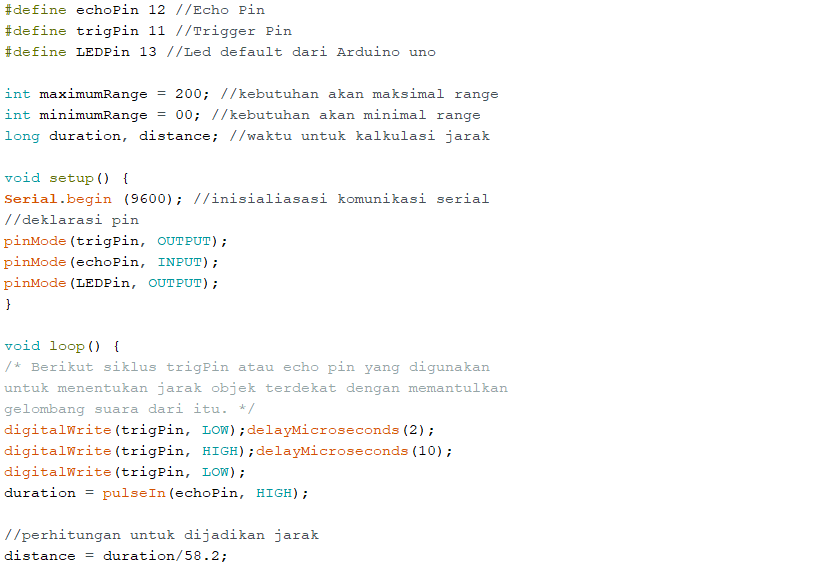 #define echoPin 12 //Echo Pin
#define trigPin 11 //Trigger Pin
#define LEDPin 13 //Led default dari Arduino uno
int maximumRange = 200; //kebutuhan akan maksimal range
int minimumRange = 00; //kebutuhan akan minimal range
long duration, distance; //waktu untuk kalkulasi jarak
void setup() {
Serial.begin (9600); //inisialiasasi komunikasi serial
//deklarasi pin
pinMode(trigPin, OUTPUT);
pinMode(echoPin, INPUT);
pinMode(LEDPin, OUTPUT);
}
void loop() {
/* Berikut siklus trigPin atau echo pin yang digunakan
untuk menentukan jarak objek terdekat dengan memantulkan
gelombang suara dari itu. */
digitalWrite(trigPin, LOW);delayMicroseconds(2);
digitalWrite(trigPin, HIGH);delayMicroseconds(10);
digitalWrite(trigPin, LOW);
duration = pulseIn(echoPin, HIGH);
//perhitungan untuk dijadikan jarak
distance = duration/58.2;